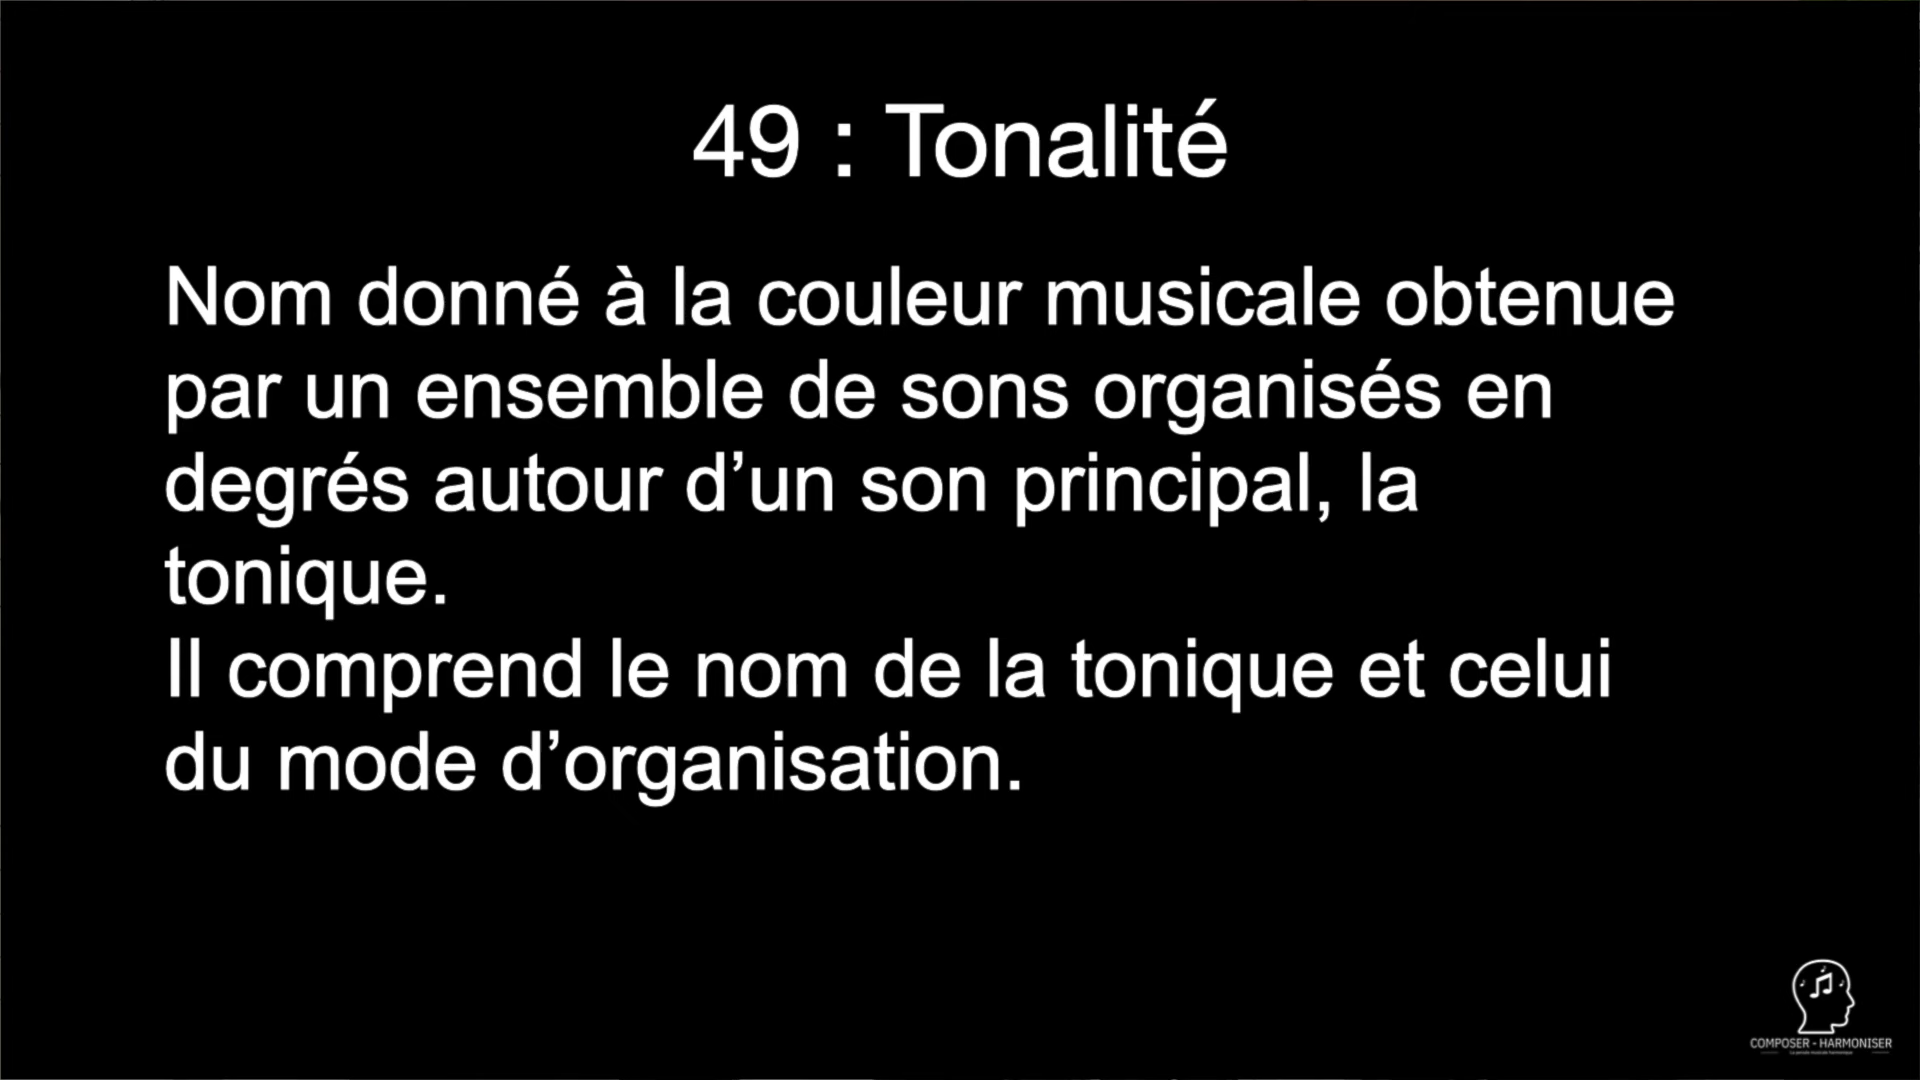 49 : Tonalité
Nom donné à la couleur musicale obtenue
par un ensemble de sons organisés en
degrés autour d’un son principal, la
tonique.
Il comprend le nom de la tonique et celui
du mode d’organisation.
COMPOSER - HARMONISER